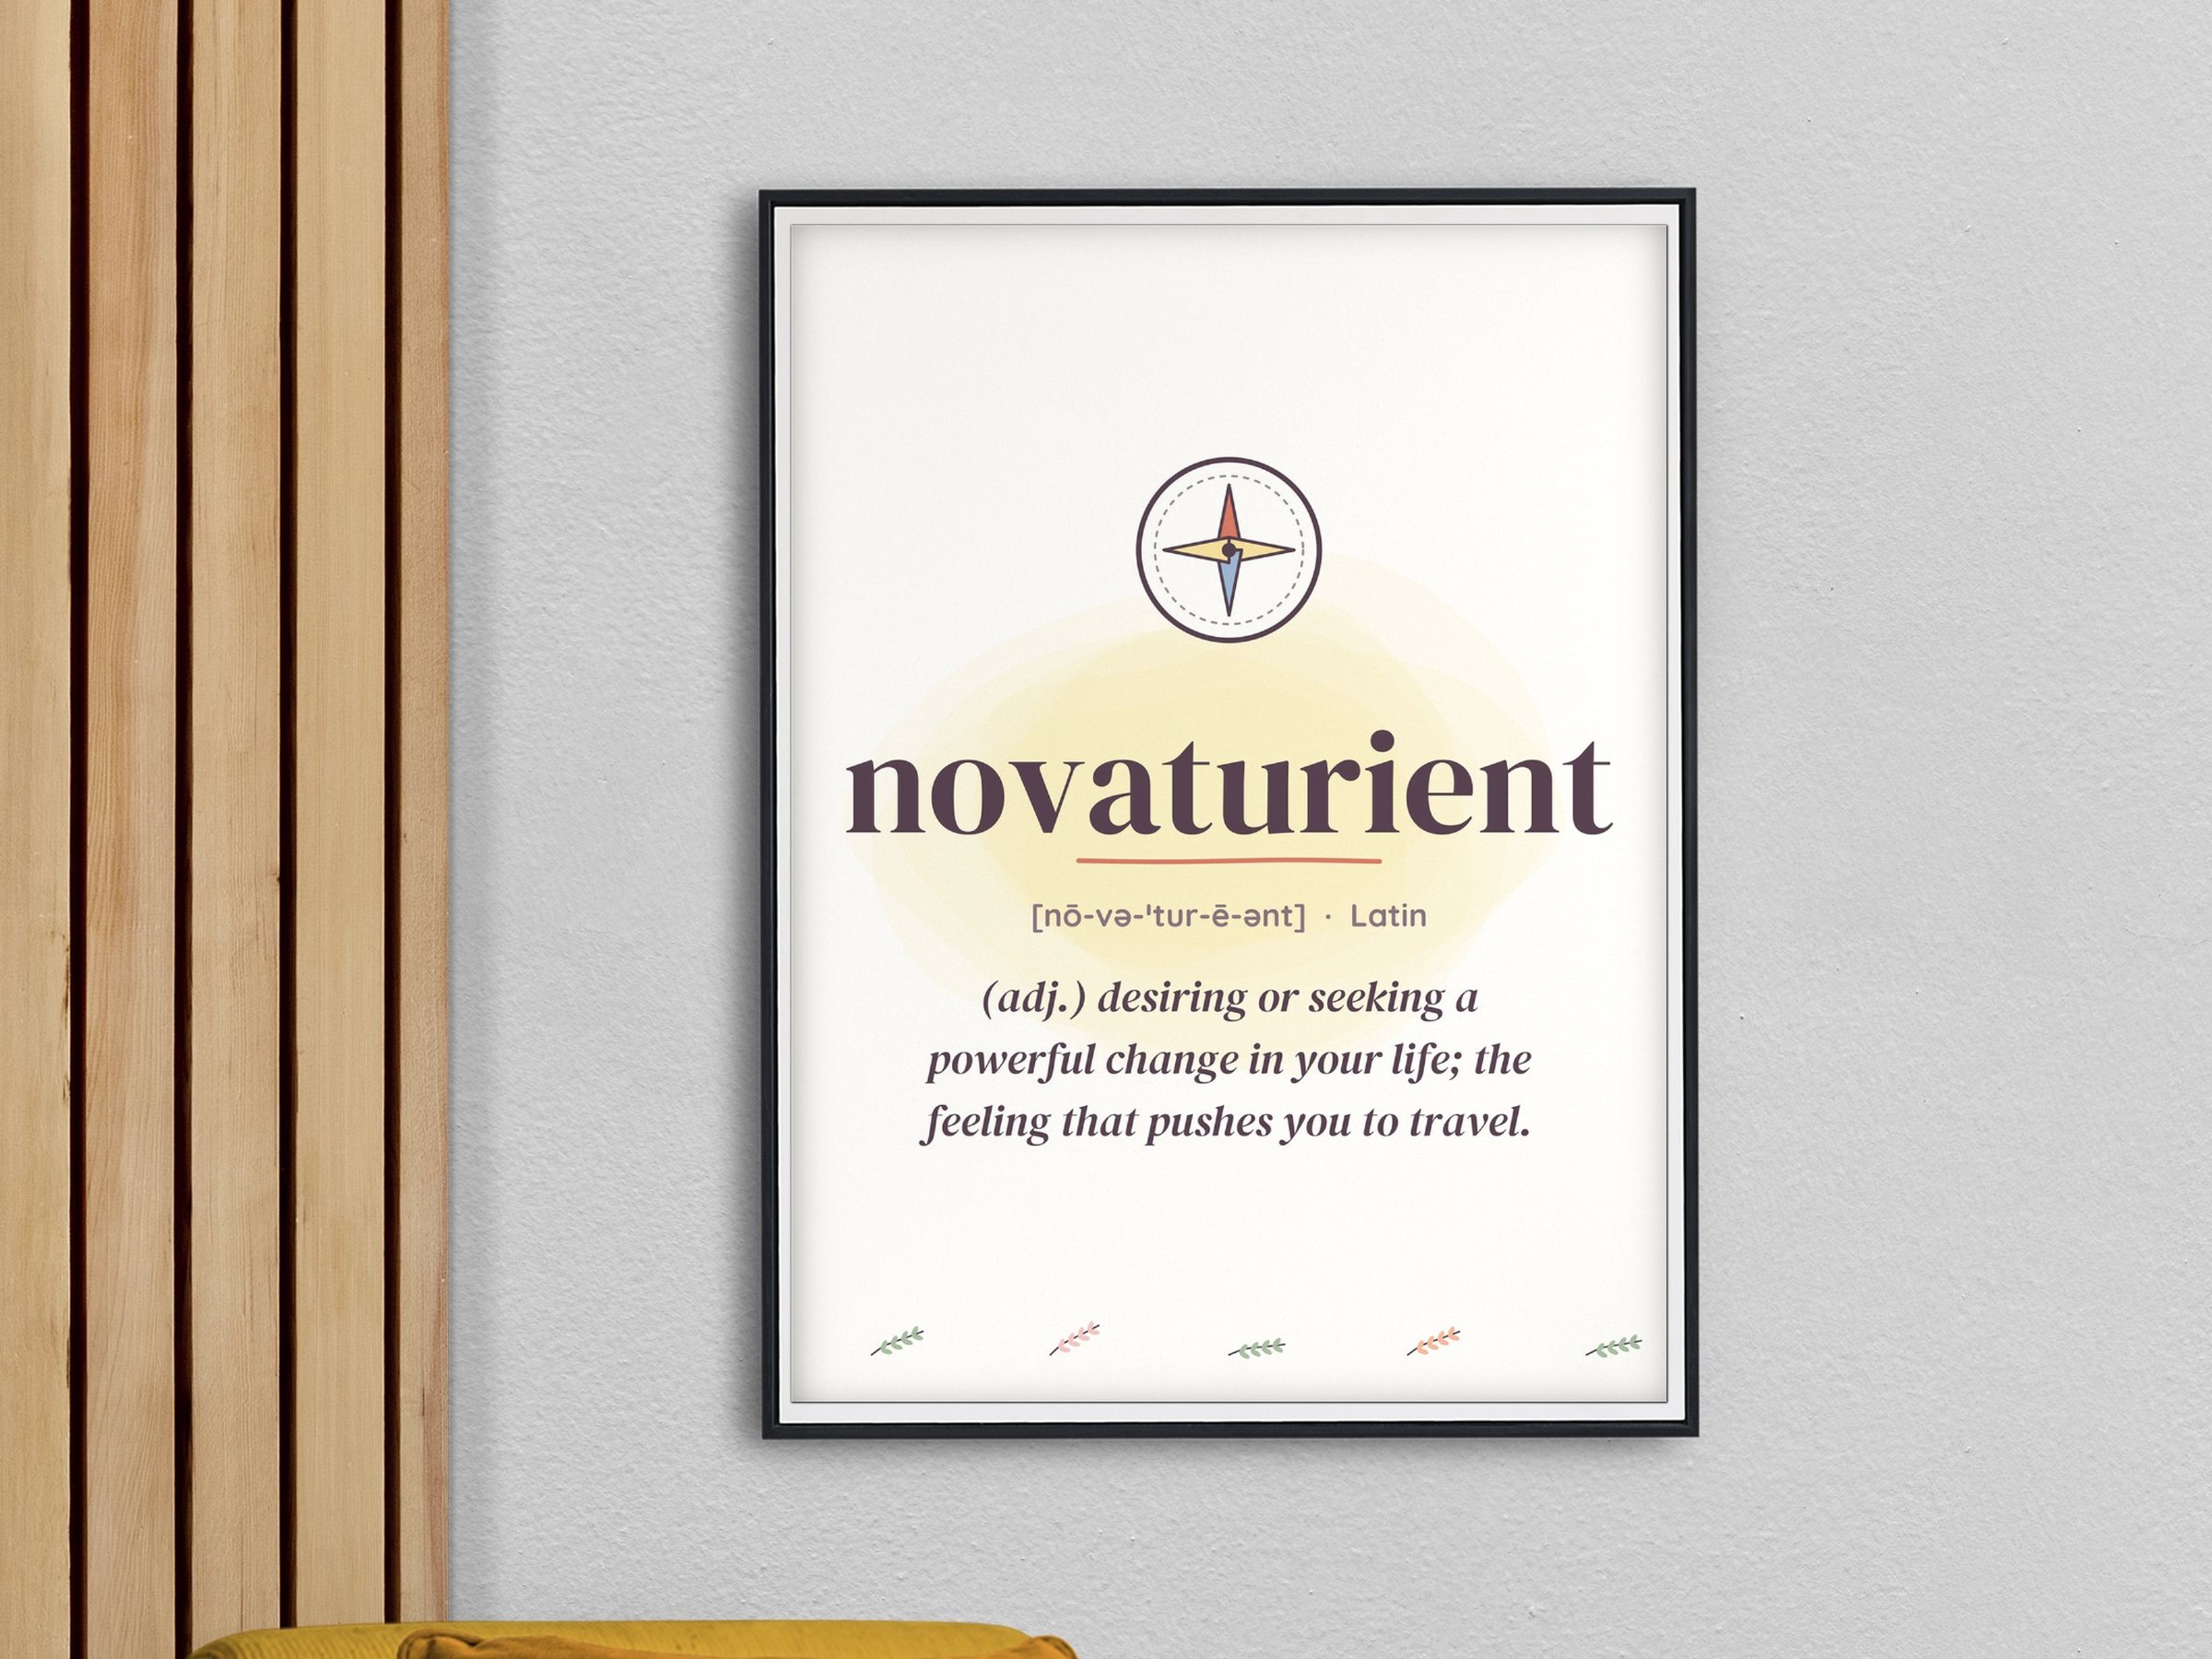 novaturient
[nō-və-ˈtur-ē-ənt] · Latin
(adj.) desiring or seeking a
powerful change in your life; the
feeling that pushes you to travel.